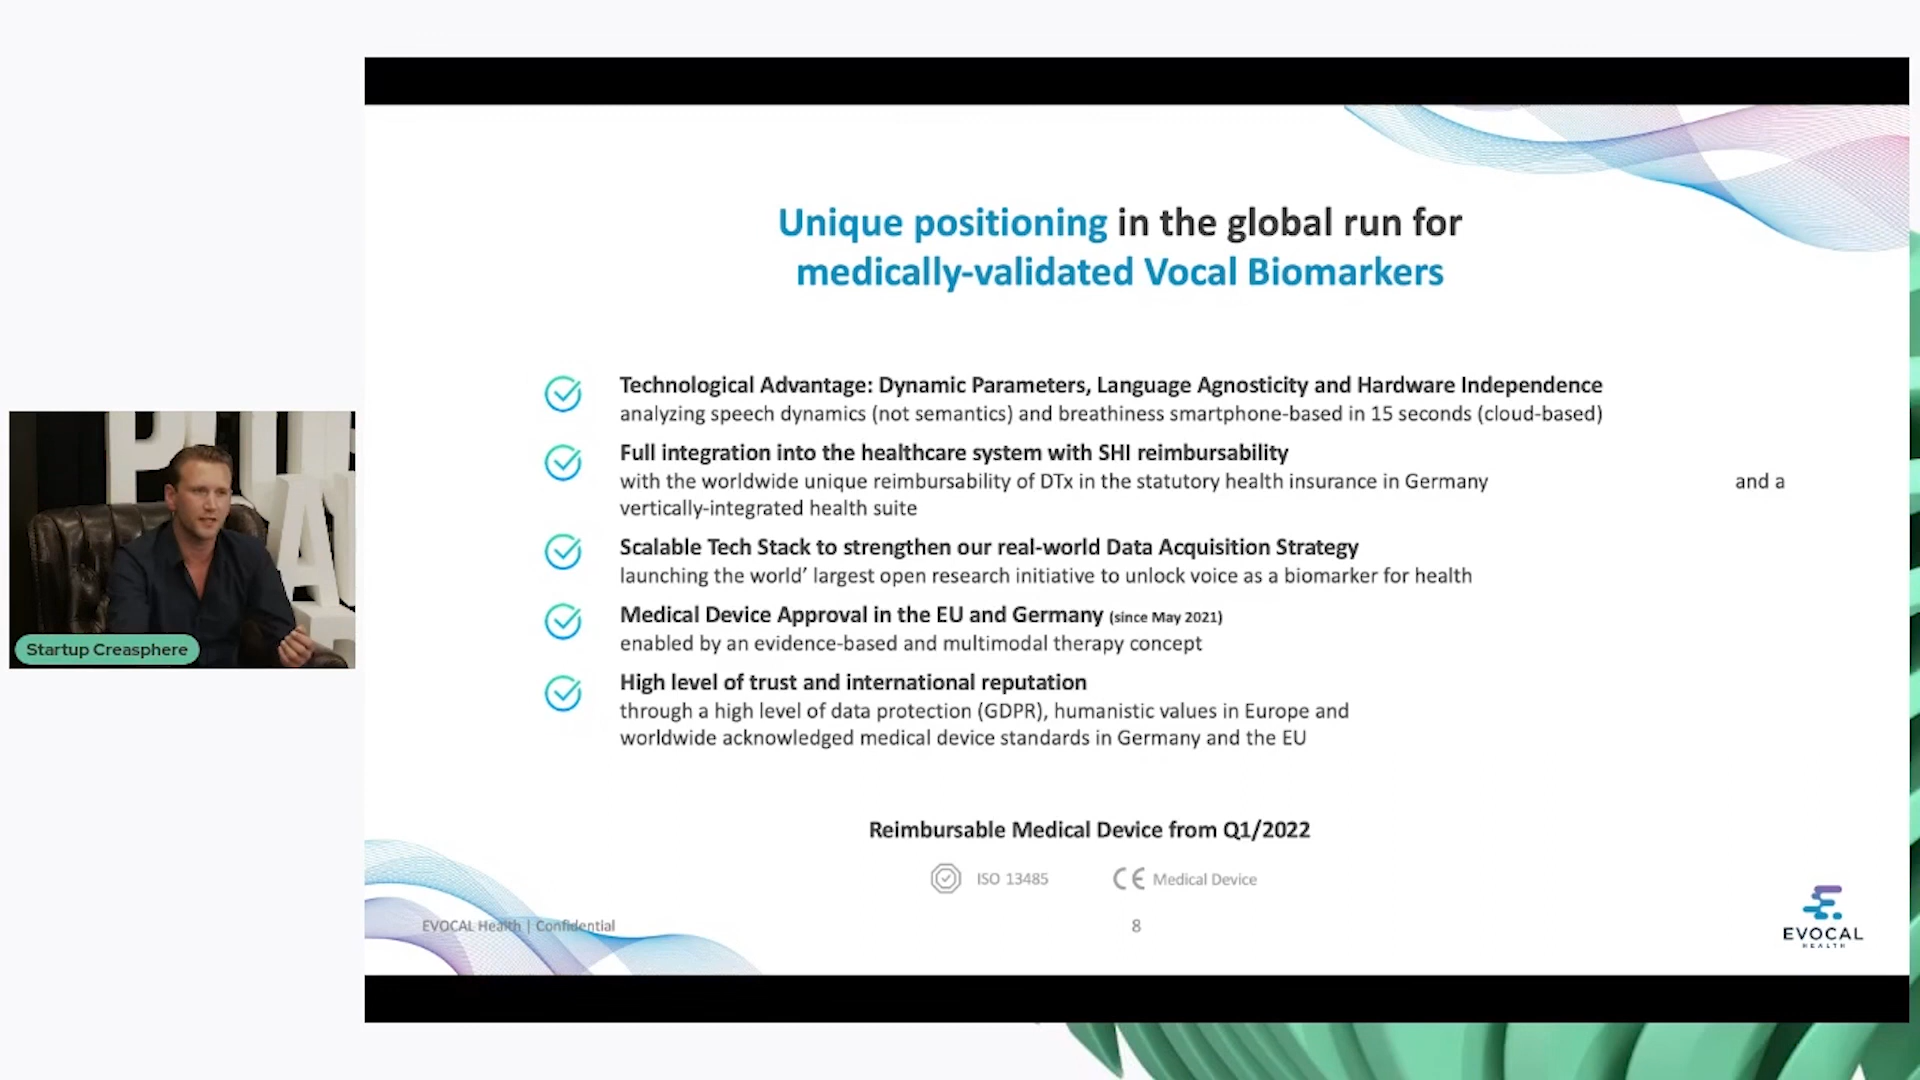 Unique positioning in the global run for
medically-validated Vocal Biomarkers
Technological Advantage: Dynamic Parameters, Language Agnosticity and Hardware Independence
analyzing speech dynamics (not semantics) and breathiness smartphone-based in 15 seconds (cloud-based)
Full integration into the healthcare system with SHI reimbursability
with the worldwide unique reimbursability of DTx in the statutory health insurance in Germany and a
vertically-integrated health suite
Scalable Tech Stack to strengthen our real-world Data Acquisition Strategy
launching the world’ largest open research initiative to unlock voice as a biomarker for health
Medical Device Approval in the EU and Germany (since May 2021)
enabled by an evidence-based and multimodal therapy concept
High level of trust and international reputation
through a high level of data protection (GDPR), humanistic values in Europe and
worldwide acknowledged medical device standards in Germany and the EU
Startup Creasphere
Reimbursable Medical Device from Q1/2022
ISO 13485 CE Medical Device
EVOCAL Health | Confidential
8
EVOCAL
HEALTH